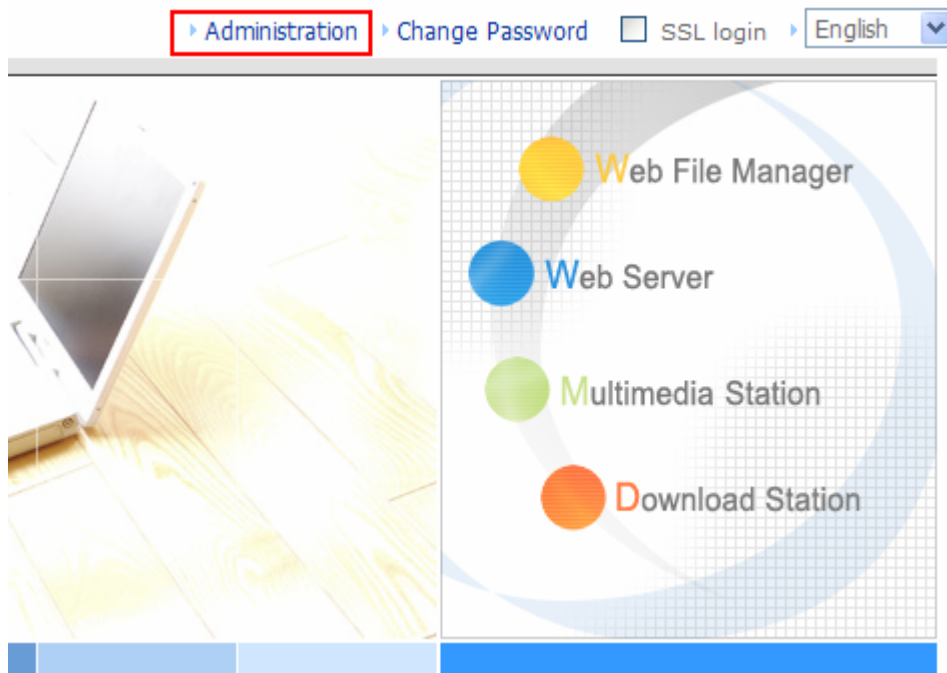 Administration Change Password SSL login English
Web File Manager
Web Server
Multimedia Station
Download Station